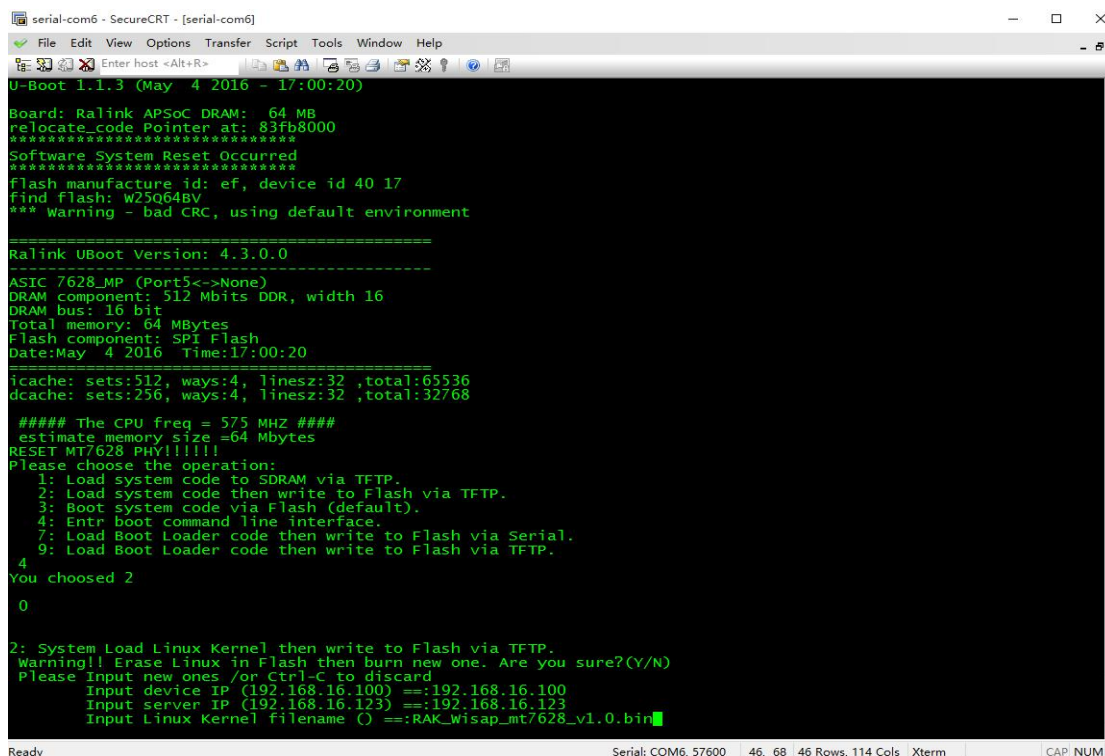 serial-com6 - SecureCRT - [serial-com6]
File Edit View Options Transfer Script Tools Window Help
Enter host <Alt+R>
U-Boot 1.1.3 (May  4 2016 - 17:00:20)
Board: Ralink APSoC DRAM:  64 MB
relocate_code Pointer at: 83fb8000
******************************
Software System Reset Occurred
******************************
flash manufacture id: ef, device id 40 17
find flash: W25Q64BV
*** Warning - bad CRC, using default environment
============================================
Ralink UBoot Version: 4.3.0.0
--------------------------------------------
ASIC 7628_MP (Port5<->None)
DRAM component: 512 Mbits DDR, width 16
DRAM bus: 16 bit
Total memory: 64 MBytes
Flash component: SPI Flash
Date:May  4 2016  Time:17:00:20
============================================
icache: sets:512, ways:4, linesz:32 ,total:65536
dcache: sets:256, ways:4, linesz:32 ,total:32768
##### The CPU freq = 575 MHZ ####
estimate memory size =64 Mbytes
RESET MT7628 PHY!!!!!!
Please choose the operation:
1: Load system code to SDRAM via TFTP.
2: Load system code then write to Flash via TFTP.
3: Boot system code via Flash (default).
4: Entr boot command line interface.
7: Load Boot Loader code then write to Flash via Serial.
9: Load Boot Loader code then write to Flash via TFTP.
4
You choosed 2
0
2: System Load Linux Kernel then write to Flash via TFTP.
Warning!! Erase Linux in Flash then burn new one. Are you sure?(Y/N)
Please Input new ones /or Ctrl-C to discard
Input device IP (192.168.16.100) ==:192.168.16.100
Input server IP (192.168.16.123) ==:192.168.16.123
Input Linux Kernel filename () ==:RAK_Wisap_mt7628_v1.0.bin
Ready Serial: COM6, 57600 46, 68 46 Rows, 114 Cols Xterm CAP NUM